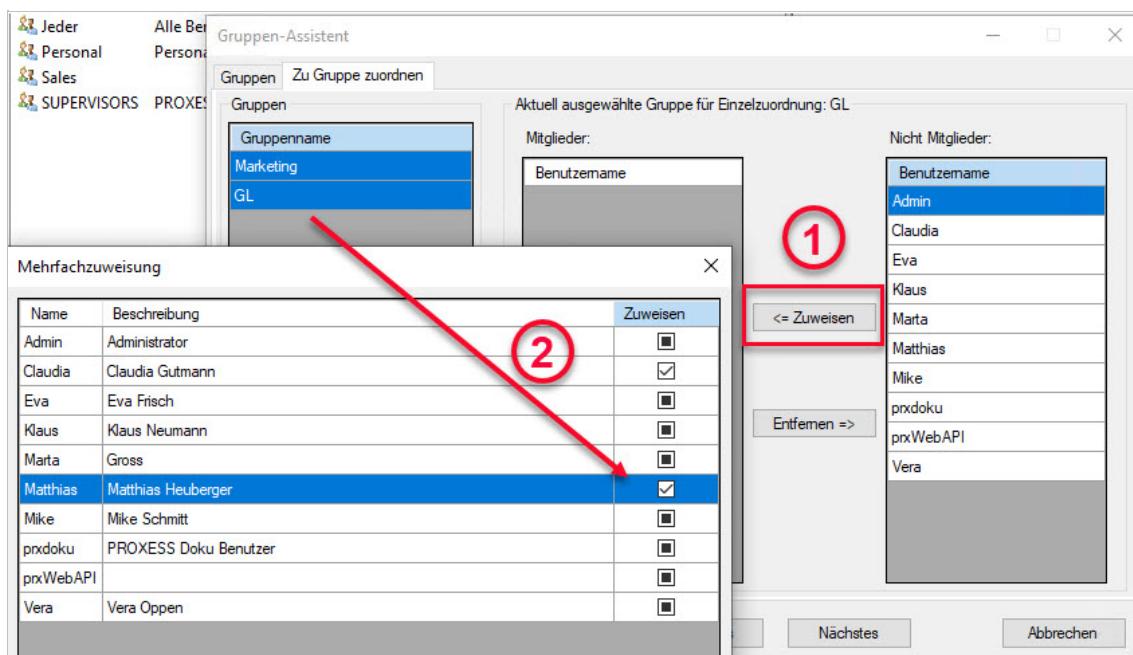 Jeder Alle Ber
Personal Persona
Sales
SUPERVISORS PROXES
Gruppen-Assistent
Gruppen Zu Gruppe zuordnen
Gruppen
Gruppenname
Marketing
GL
Aktuell ausgewählte Gruppe für Einzelzuordnung: GL
Mitglieder:
Benutzername
Nicht Mitglieder:
Benutzername
Admin
Claudia
Eva
Klaus
Marta
Matthias
Mike
prxdoku
prxWebAPI
Vera
1
<= Zuweisen
Entfernen =>
Mehrfachzuweisung
Name Beschreibung Zuweisen
Admin Administrator
Claudia Claudia Gutmann
Eva Eva Frisch
Klaus Klaus Neumann
Marta Gross
Matthias Matthias Heuberger
Mike Mike Schmitt
prxdoku PROXESS Doku Benutzer
prxWebAPI
Vera Vera Oppen
2
Nächstes Abbrechen